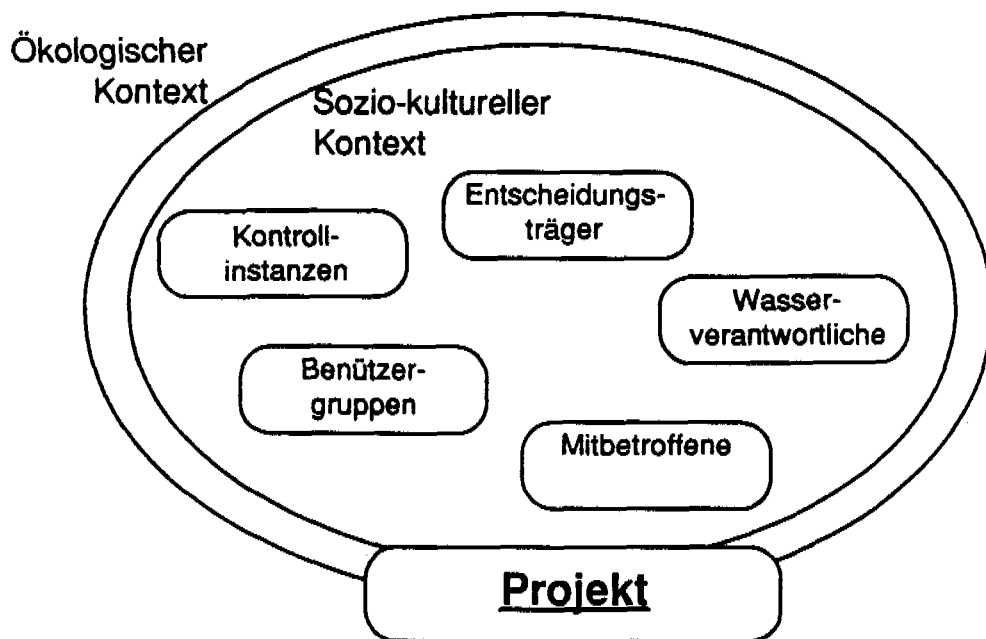 Ökologischer
Kontext
Sozio-kultureller
Kontext
Entscheidungs-
träger
Kontroll-
instanzen
Wasser-
verantwortliche
Benützer-
gruppen
Mitbetroffene
Projekt